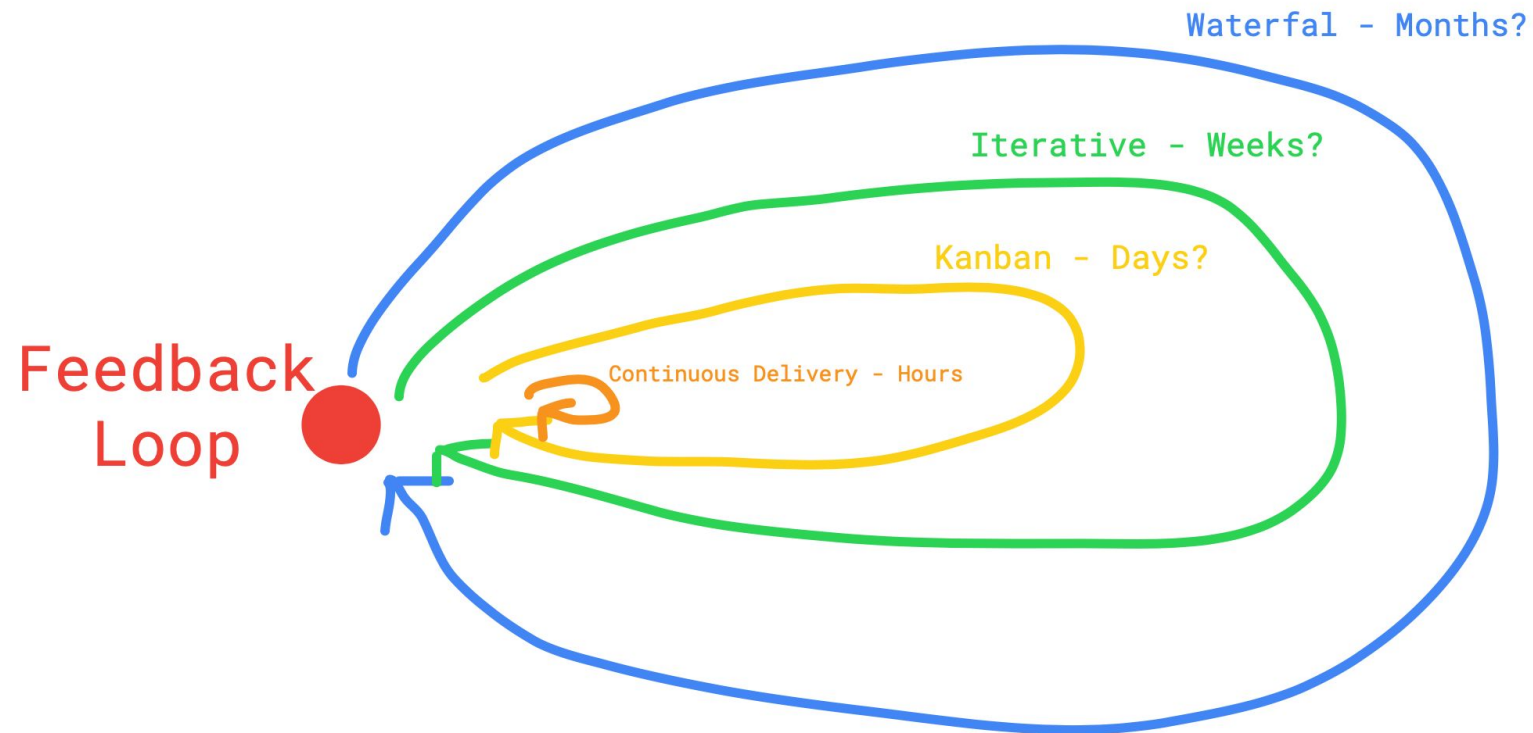 Waterfal - Months?
Iterative - Weeks?
Kanban - Days?
Feedback
Loop
Continuous Delivery - Hours